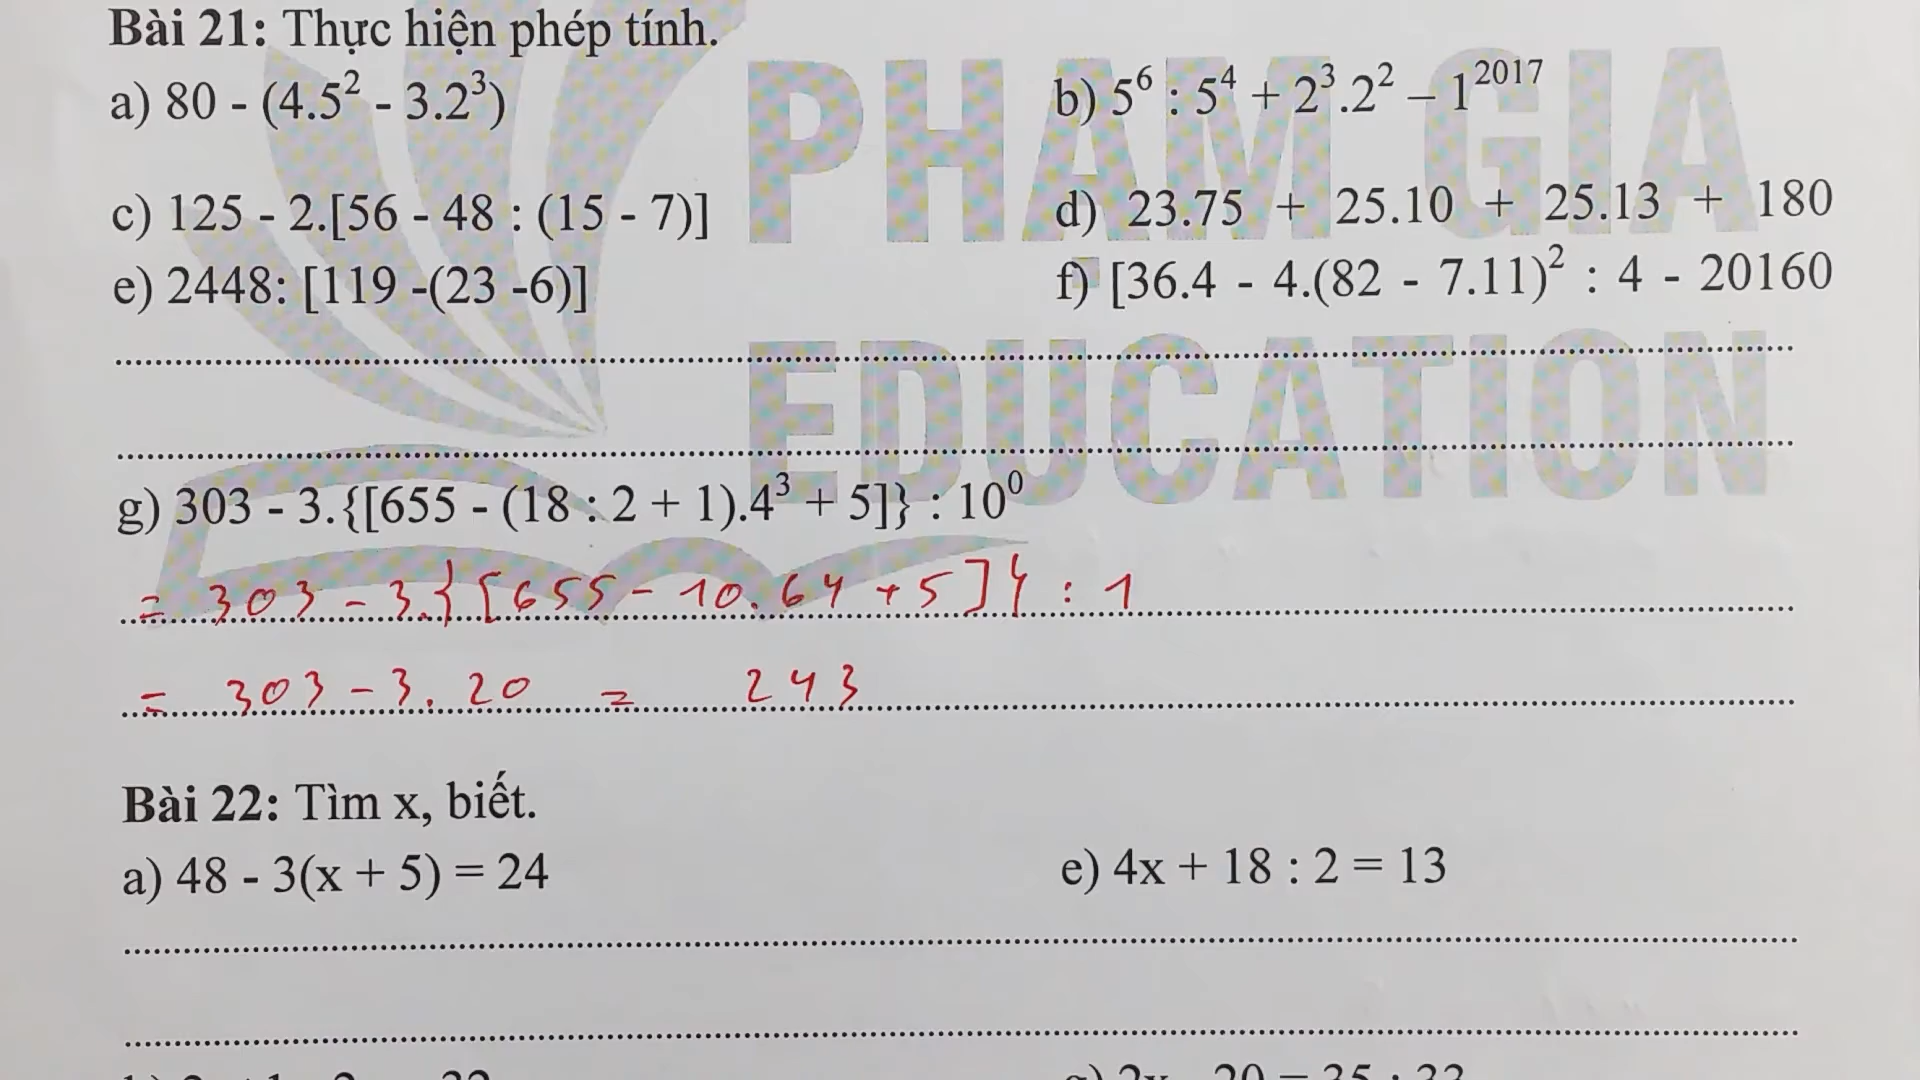 Bài 21: Thực hiện phép tính.
a) 80 - (4.5² - 3.2³)
b) 5⁶ : 5⁴ + 2³.2² – 1²⁰¹⁷
c) 125 - 2.[56 - 48 : (15 - 7)]
d) 23.75 + 25.10 + 25.13 + 180
e) 2448: [119 -(23 -6)]
f) [36.4 - 4.(82 - 7.11)² : 4 - 20160
PHAM GIA
EDUCATION
g) 303 - 3.{[655 - (18 : 2 + 1).4³ + 5]} : 10⁰
= 303 - 3.{[655 - 10.64 + 5]} : 1
= 303 - 3. 20 = 243
Bài 22: Tìm x, biết.
a) 48 - 3(x + 5) = 24
e) 4x + 18 : 2 = 13